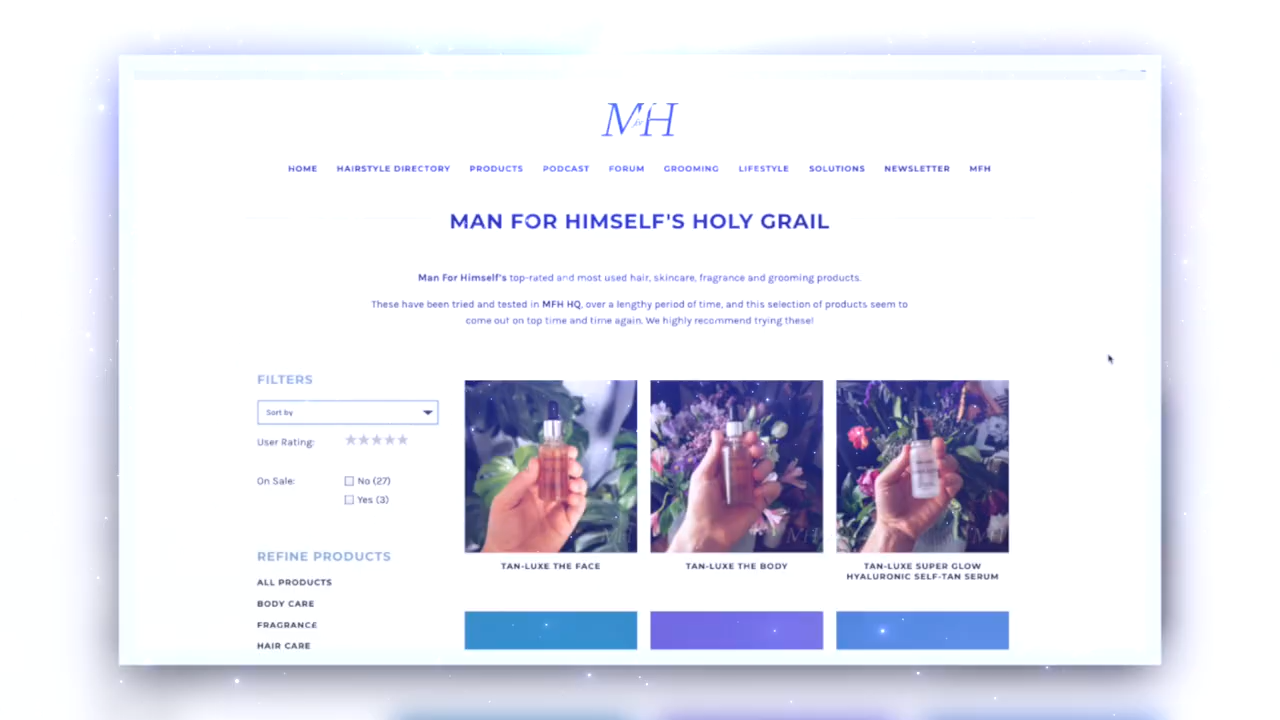 MfH
HOME HAIRSTYLE DIRECTORY PRODUCTS PODCAST FORUM GROOMING LIFESTYLE SOLUTIONS NEWSLETTER MFH
MAN FOR HIMSELF'S HOLY GRAIL
Man For Himself's top-rated and most used hair, skincare, fragrance and grooming products.
These have been tried and tested in MFH HQ, over a lengthy period of time, and this selection of products seem to
come out on top time and time again. We highly recommend trying these!
FILTERS
Sort by
User Rating:
On Sale:
No (27)
Yes (3)
REFINE PRODUCTS
ALL PRODUCTS
BODY CARE
FRAGRANCE
HAIR CARE
TAN-LUXE THE FACE
TAN-LUXE THE BODY
TAN-LUXE SUPER GLOW
HYALURONIC SELF-TAN SERUM